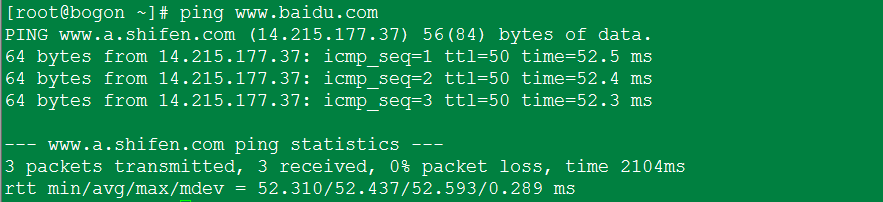 [root@bogon ~]# ping www.baidu.com
PING www.a.shifen.com (14.215.177.37) 56(84) bytes of data.
64 bytes from 14.215.177.37: icmp_seq=1 ttl=50 time=52.5 ms
64 bytes from 14.215.177.37: icmp_seq=2 ttl=50 time=52.4 ms
64 bytes from 14.215.177.37: icmp_seq=3 ttl=50 time=52.3 ms
--- www.a.shifen.com ping statistics ---
3 packets transmitted, 3 received, 0% packet loss, time 2104ms
rtt min/avg/max/mdev = 52.310/52.437/52.593/0.289 ms